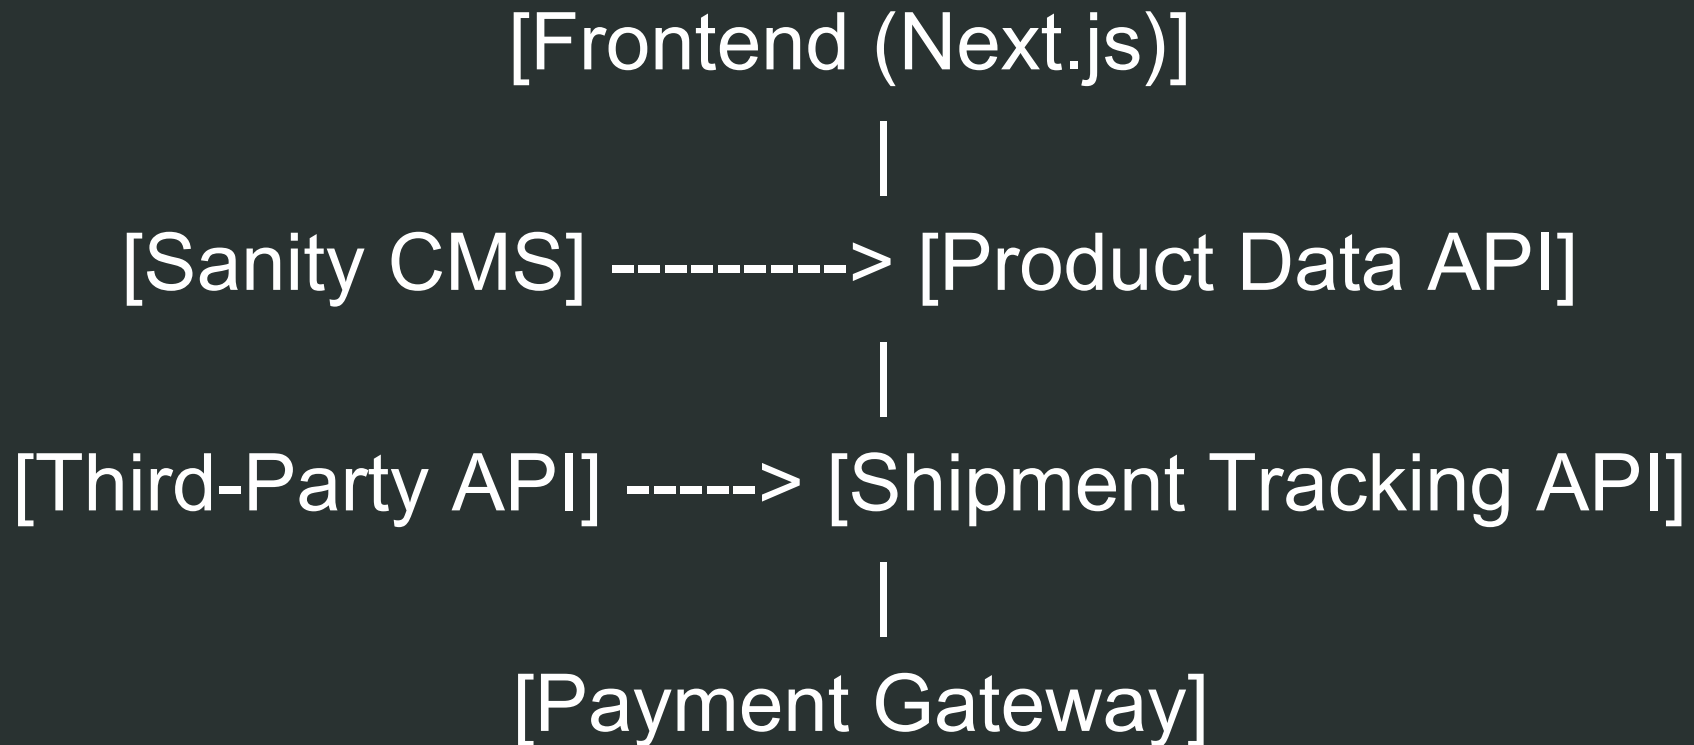 [Frontend (Next.js)]
|
[Sanity CMS] ---------> [Product Data API]
|
[Third-Party API] -----> [Shipment Tracking API]
|
[Payment Gateway]